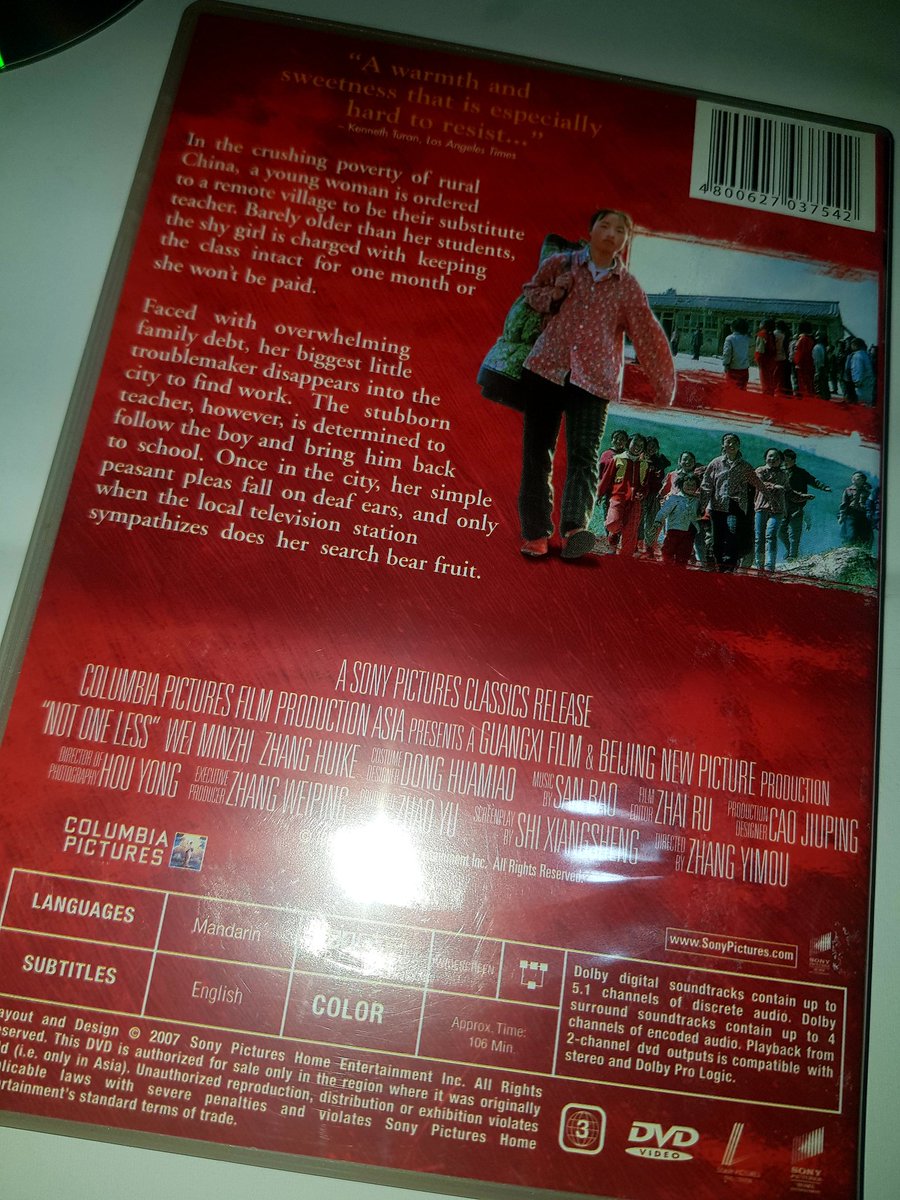 "A warmth and
sweetness that is especially
hard to resist..."
– Kenneth Turan, Los Angeles Times
4800627 037542
In the crushing poverty of rural
China, a young woman is ordered
to a remote village to be their substitute
teacher. Barely older than her students,
the shy girl is charged with keeping
the class intact for one month or
she won't be paid.
Faced with overwhelming
family debt, her biggest little
troublemaker disappears into the
city to find work. The stubborn
teacher, however, is determined to
follow the boy and bring him back
to school. Once in the city, her simple
peasant pleas fall on deaf ears, and only
when the local television station
sympathizes does her search bear fruit.
A SONY PICTURES CLASSICS RELEASE
COLUMBIA PICTURES FILM PRODUCTION ASIA PRESENTS A GUANGXI FILM & BEIJING NEW PICTURE PRODUCTION
"NOT ONE LESS" WEI MINZHI ZHANG HUIKE COSTUME DESIGNER DONG HUAMIAO MUSIC BY SAN BAO FILM EDITOR ZHAI RU PRODUCTION DESIGNER CAO JIUPING
DIRECTOR OF PHOTOGRAPHY HOU YONG EXECUTIVE PRODUCER ZHANG WEIPING YU SCREENPLAY BY SHI XIANGSHENG DIRECTED BY ZHANG YIMOU
Inc. All Rights Reserved.
COLUMBIA
PICTURES
www.SonyPictures.com
SONY
LANGUAGES
Mandarin
WIDESCREEN
SUBTITLES
English
COLOR
Approx. Time:
106 Min.
Dolby digital soundtracks contain up to
5.1 channels of discrete audio. Dolby
surround soundtracks contain up to 4
channels of encoded audio. Playback from
2-channel dvd outputs is compatible with
stereo and Dolby Pro Logic.
ayout and Design © 2007 Sony Pictures Home Entertainment Inc. All Rights
eserved. This DVD is authorized for sale only in the region where it was originally
ld (i.e. only in Asia). Unauthorized reproduction, distribution or exhibition violates
plicable laws with severe penalties and violates Sony Pictures Home
ertainment's standard terms of trade.
3
DVD
VIDEO
SONY